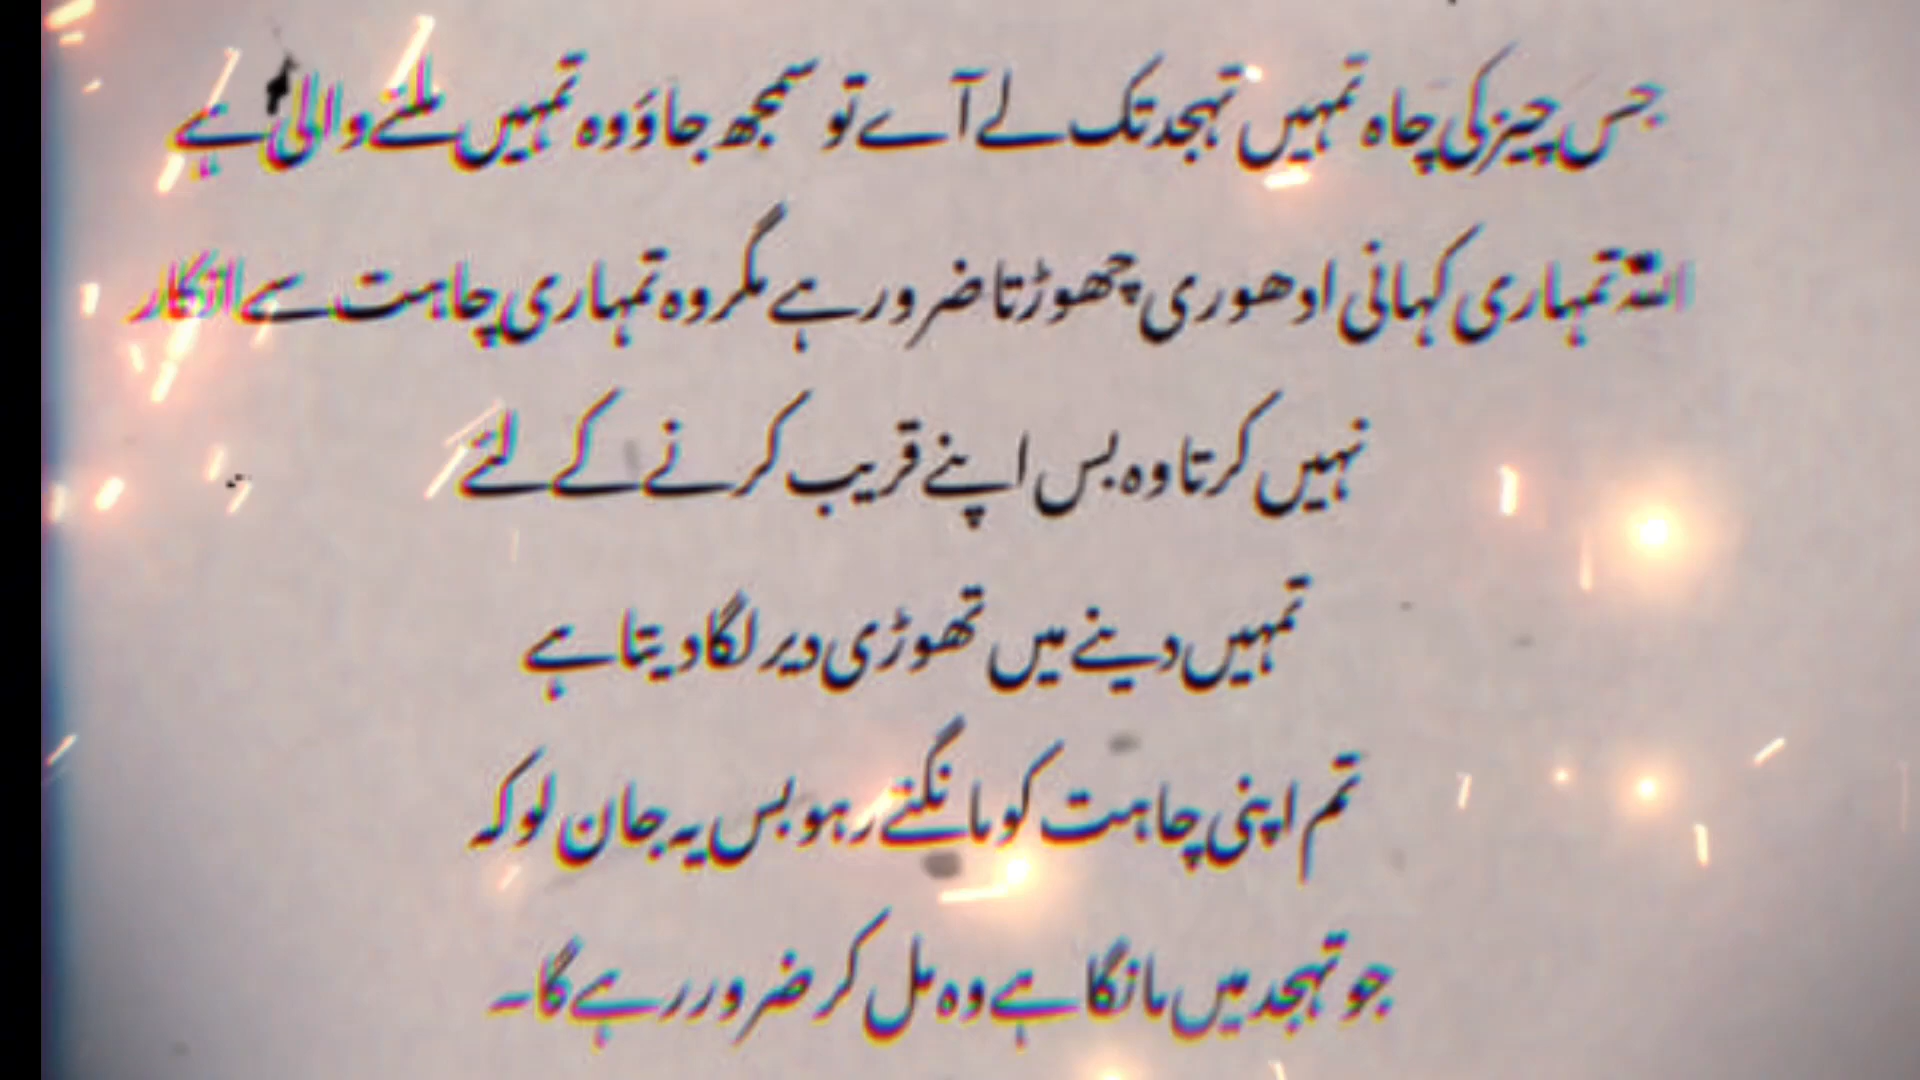 جس چیز کی چاہ تمہیں تہجد تک لے آے تو سمجھ جاؤ وہ تمہیں ملنے والی ہے
اللہ تمہاری کہانی ادھوری چھوڑتا ضرور ہے مگر وہ تمہاری چاہت سے انکار
نہیں کرتا وہ بس اپنے قریب کرنے کے لئے
تمہیں دینے میں تھوڑی دیر لگا دیتا ہے
تم اپنی چاہت کو مانگتے رہو بس یہ جان لو کہ
جو تہجد میں مانگا ہے وہ مل کر ضرور رہے گا۔